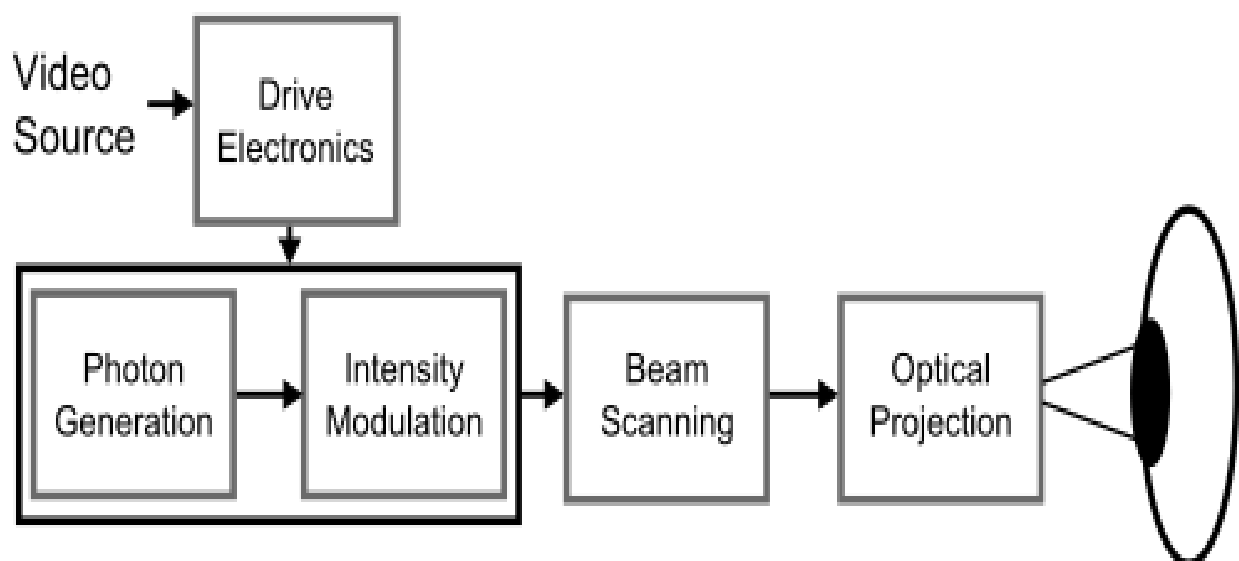 Video
Source
Drive
Electronics
Photon
Generation
Intensity
Modulation
Beam
Scanning
Optical
Projection